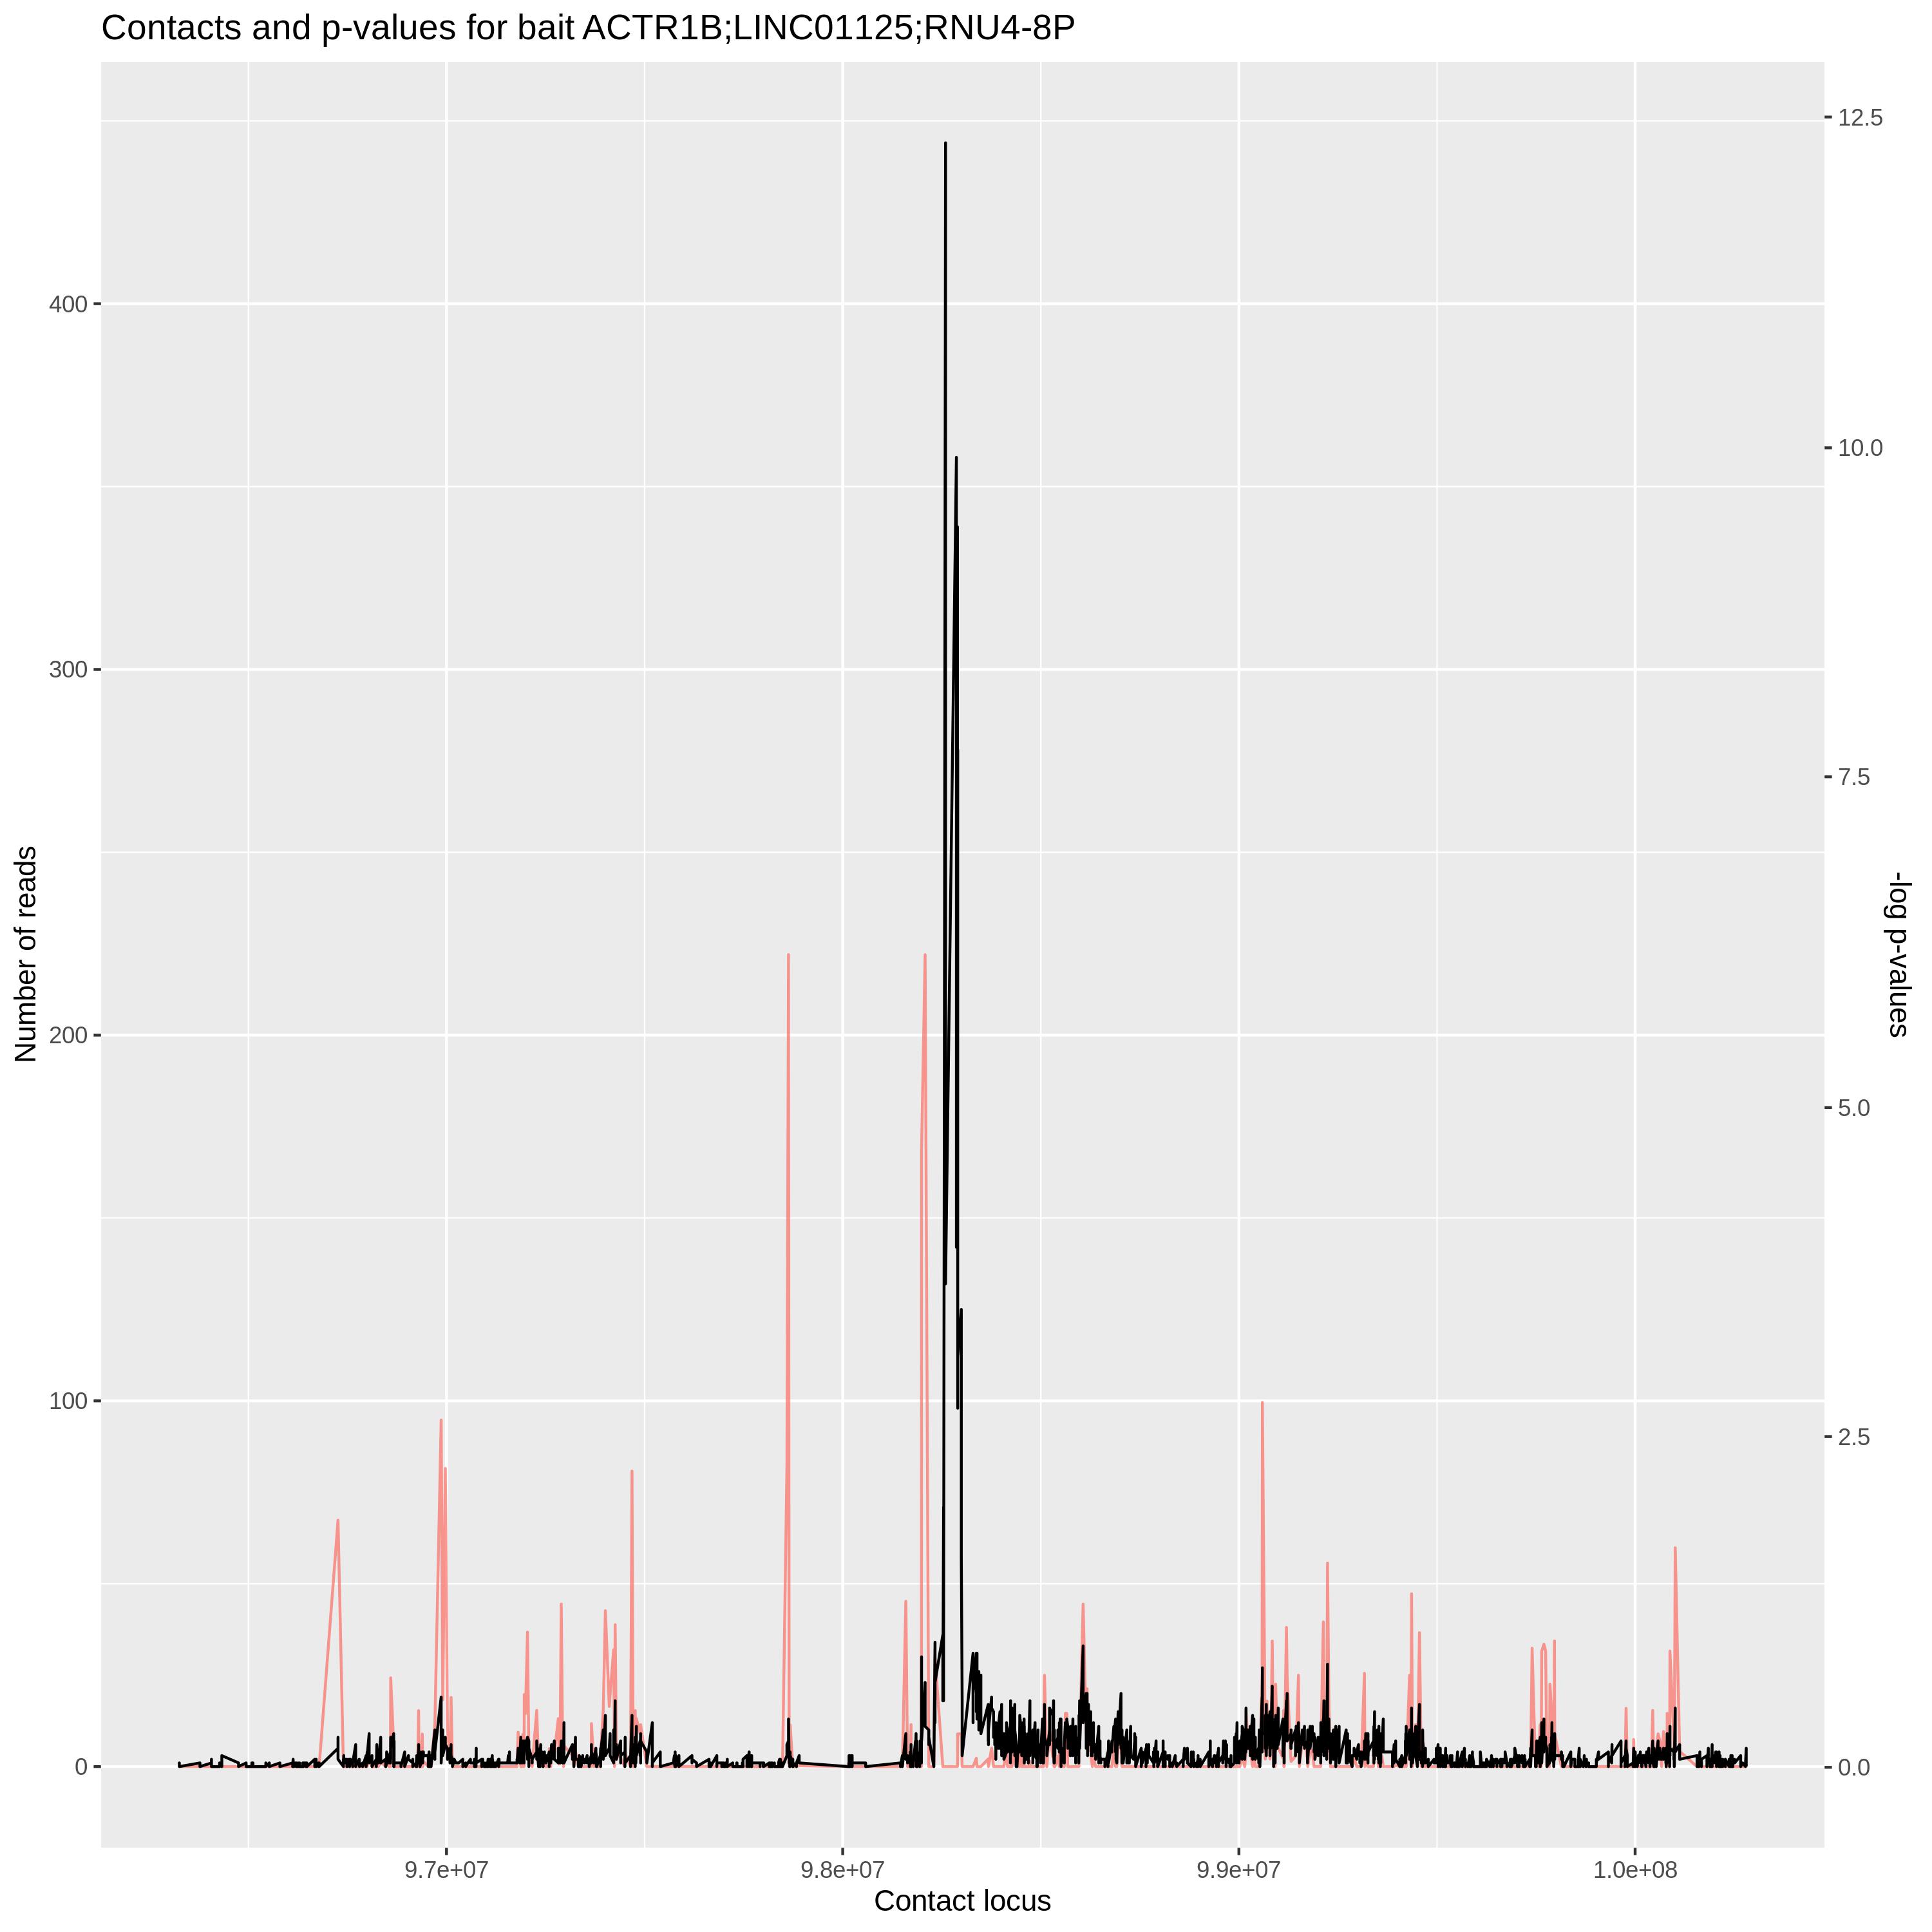 Contacts and p-values for bait ACTR1B;LINC01125;RNU4-8P
Number of reads
400
300
200
100
0
12.5
10.0
7.5
5.0
2.5
0.0
-log p-values
9.7e+07
9.8e+07
9.9e+07
1.0e+08
Contact locus